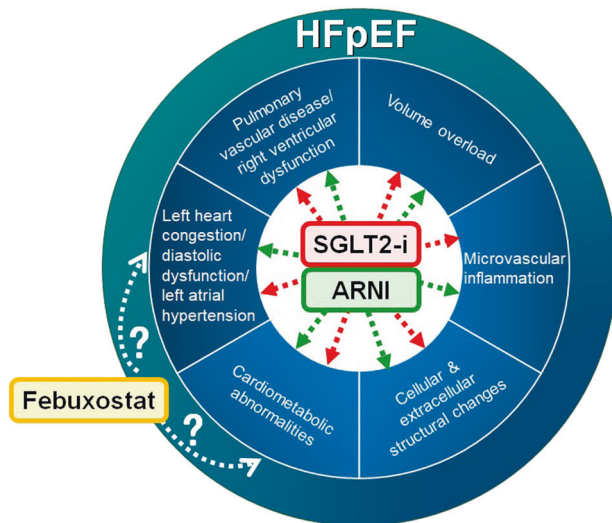 HFpEF
Pulmonary
vascular disease/
right ventricular
dysfunction
Volume overload
Left heart
congestion/
diastolic
dysfunction/
left atrial
hypertension
SGLT2-i
ARNI
Microvascular
inflammation
?
Febuxostat
?
Cardiometabolic
abnormalities
Cellular &
extracellular
structural changes